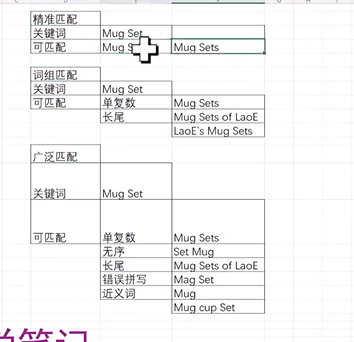 精准匹配
关键词 Mug Set
可匹配 Mug S Mug Sets
词组匹配
关键词 Mug Set
可匹配 单复数 Mug Sets
长尾 Mug Sets of LaoE
LaoE`s Mug Sets
广泛匹配
关键词 Mug Set
可匹配 单复数 Mug Sets
无序 Set Mug
长尾 Mug Sets of LaoE
错误拼写 Mag Set
近义词 Mug
Mug cup Set